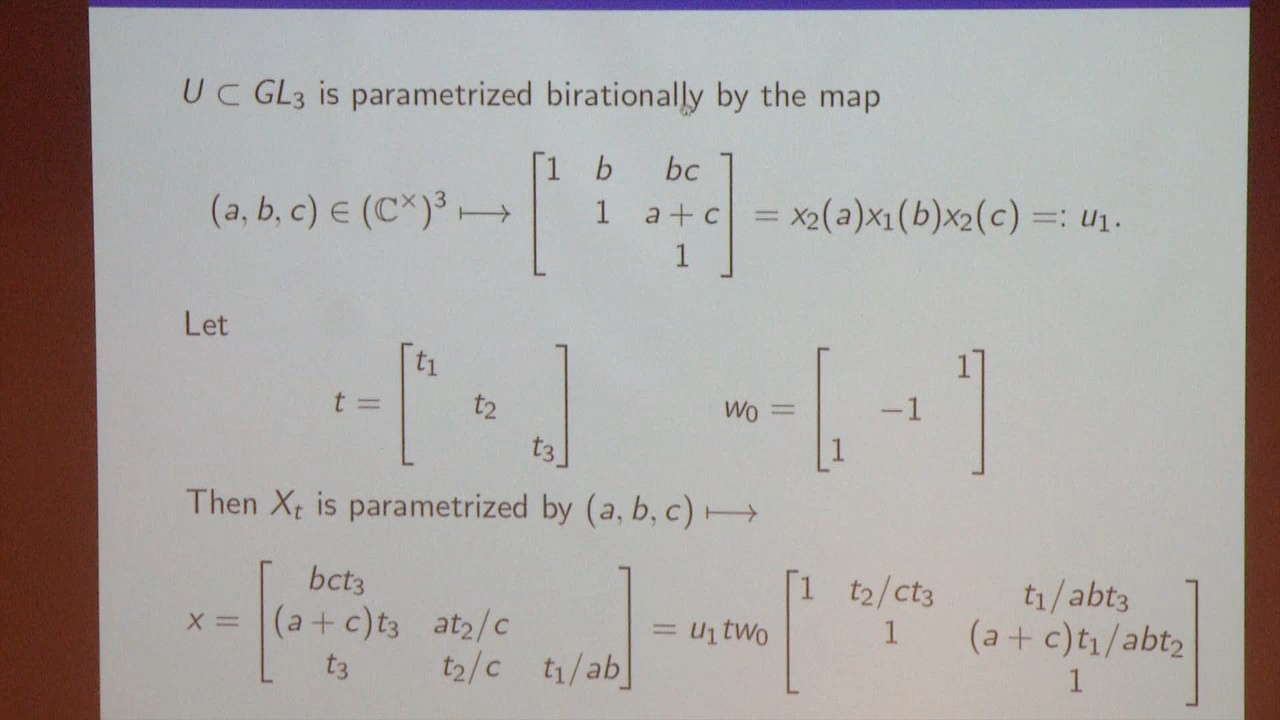 U ⊂ GL₃ is parametrized birationally by the map
(a, b, c) ∈ (ℂ^×)³ ⟼ [1 b bc; 1 a + c; 1] = x₂(a)x₁(b)x₂(c) =: u₁.
Let
t = [t₁; t₂; t₃] w₀ = [1; −1; 1]
Then Xₜ is parametrized by (a, b, c) ⟼
x = [bct₃; (a + c)t₃ at₂/c; t₃ t₂/c t₁/ab] = u₁tw₀ [1 t₂/ct₃ t₁/abt₃; 1 (a + c)t₁/abt₂; 1]